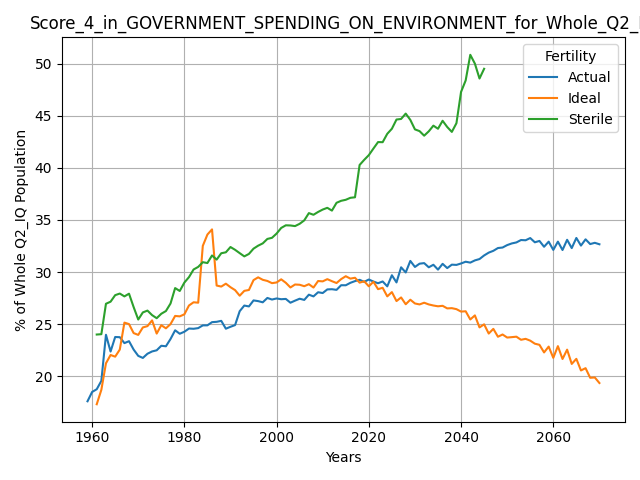 Score_4_in_GOVERNMENT_SPENDING_ON_ENVIRONMENT_for_Whole_Q2_
Fertility
Actual
Ideal
Sterile
% of Whole Q2_IQ Population
50
45
40
35
30
25
20
1960
1980
2000
2020
2040
2060
Years